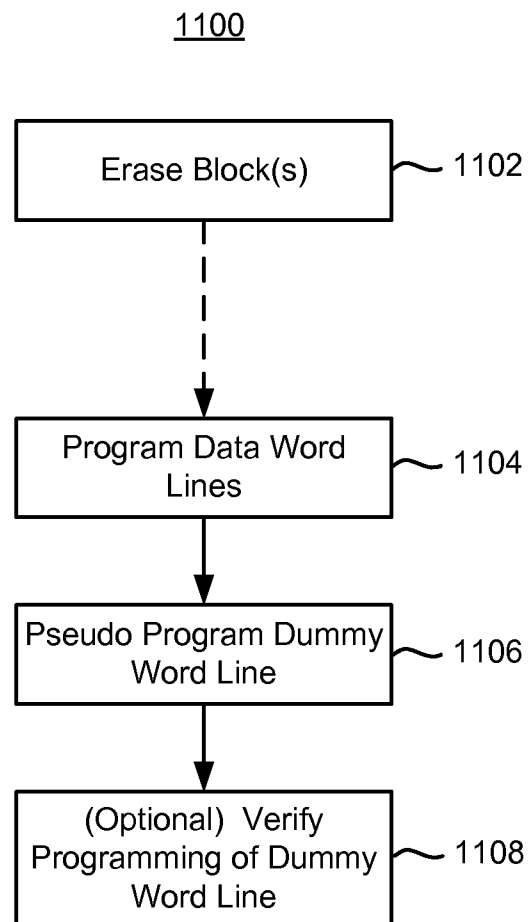 1100
Erase Block(s)
1102
Program Data Word
Lines
1104
Pseudo Program Dummy
Word Line
1106
(Optional) Verify
Programming of Dummy
Word Line
1108